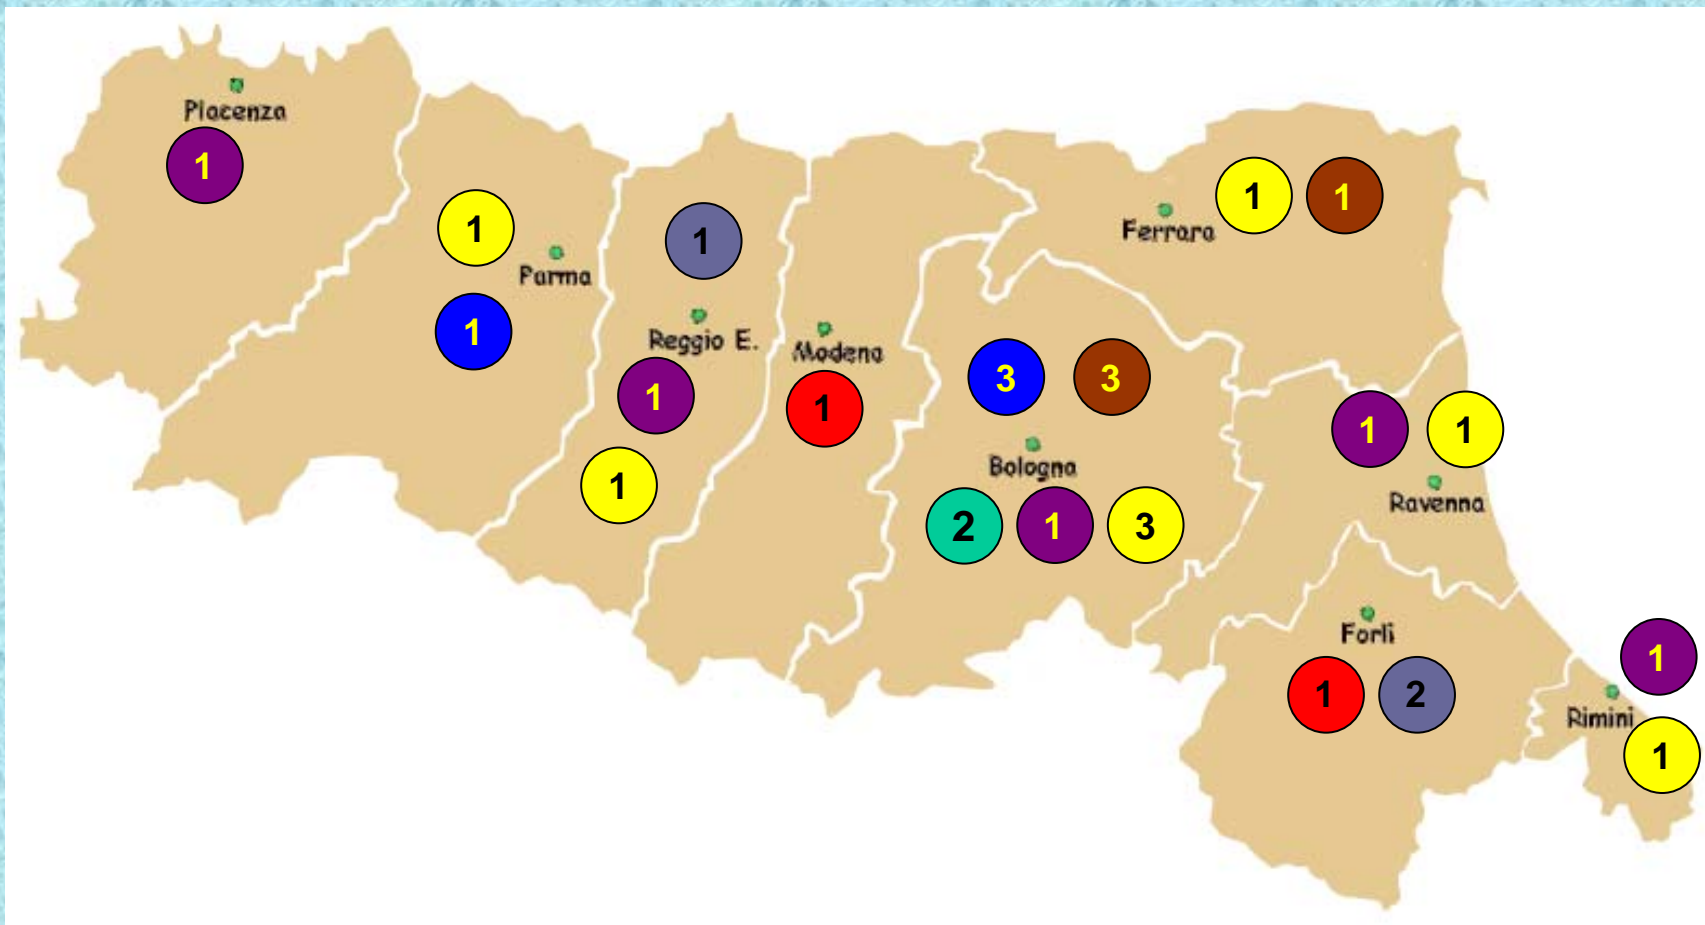 Piacenza
1
1
Parma
1
1
Reggio E.
1
1
Modena
1
Ferrara
1 1
3 3
Bologna
2 1 3
1 1
Ravenna
Forlì
1 2
1
Rimini
1